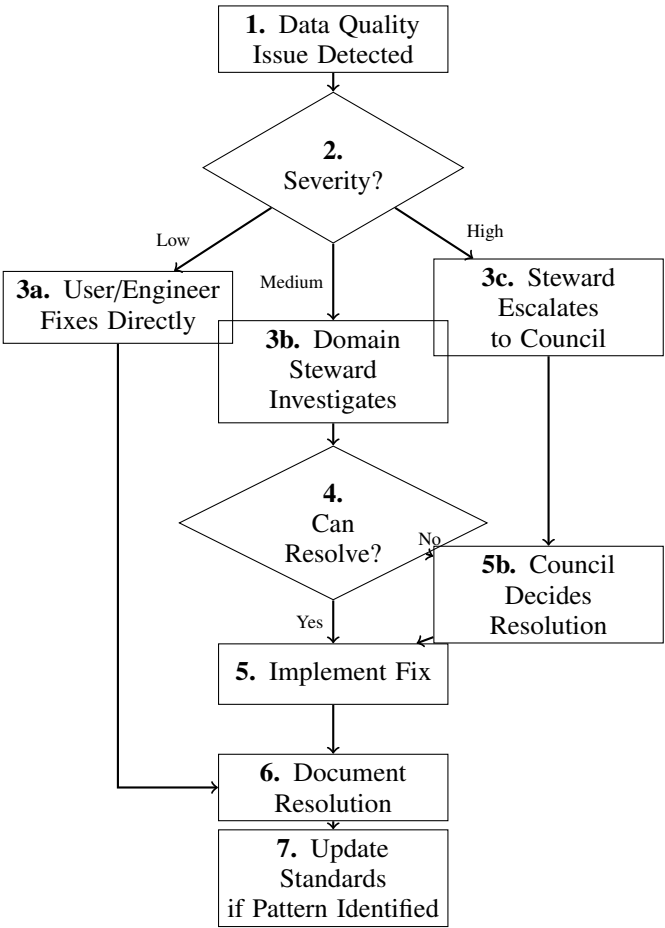 1. Data Quality
Issue Detected
2.
Severity?
Low
Medium
High
3a. User/Engineer
Fixes Directly
3b. Domain
Steward
Investigates
3c. Steward
Escalates
to Council
4.
Can
Resolve?
No
Yes
5b. Council
Decides
Resolution
5. Implement Fix
6. Document
Resolution
7. Update
Standards
if Pattern Identified